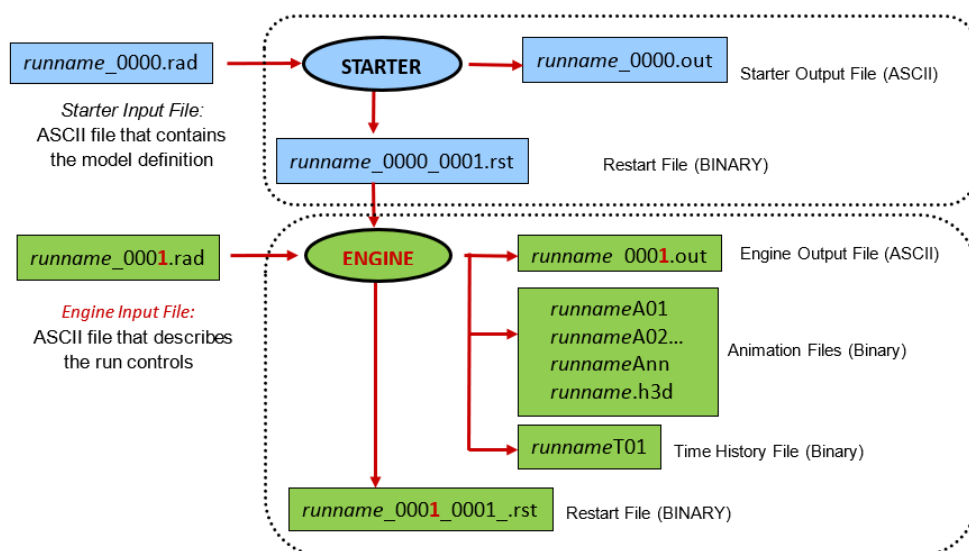 runname_0000.rad
STARTER
runname_0000.out
Starter Output File (ASCII)
Starter Input File:
ASCII file that contains
the model definition
runname_0000_0001.rst
Restart File (BINARY)
runname_0001.rad
ENGINE
runname 0001.out
Engine Output File (ASCII)
Engine Input File:
ASCII file that describes
the run controls
runnameA01
runnameA02...
runnameAnn
runname.h3d
Animation Files (Binary)
runnameT01
Time History File (Binary)
runname_0001_0001_.rst
Restart File (BINARY)